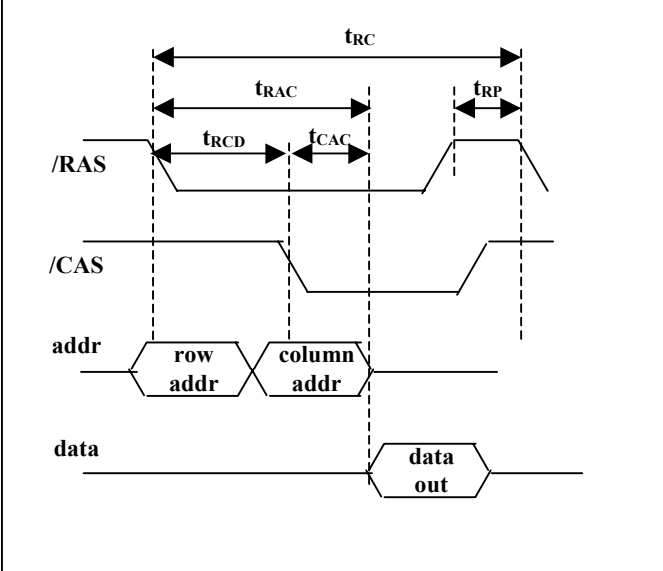 tRC
tRAC
tRP
tRCD
tCAC
/RAS
/CAS
addr
row
addr
column
addr
data
data
out